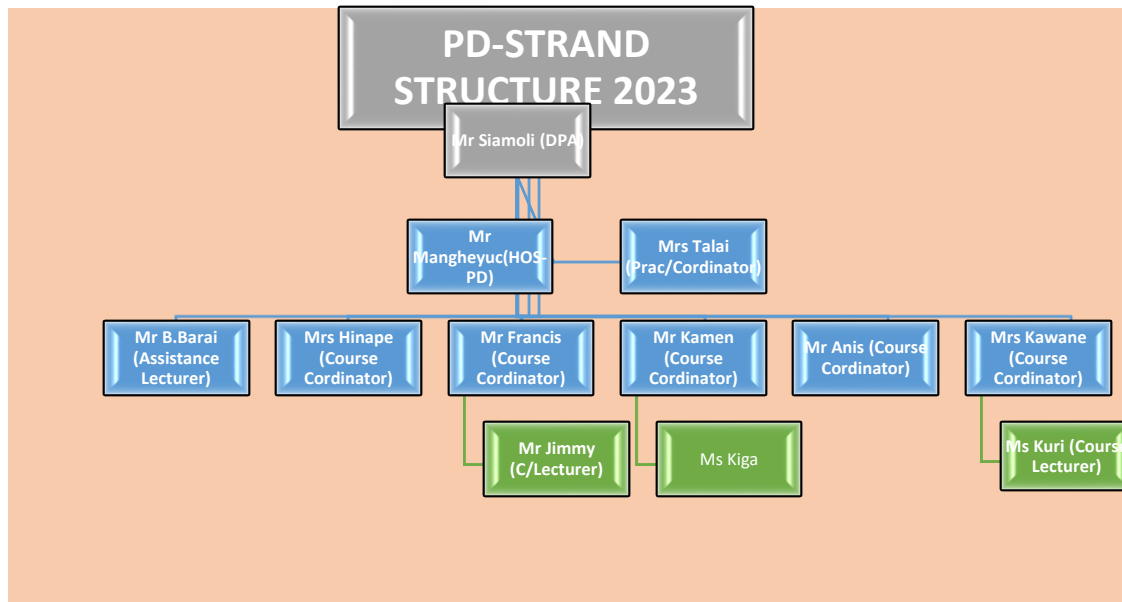 PD-STRAND
STRUCTURE 2023
Mr Siamoli (DPA)
Mr
Mangheyuc(HOS-
PD)
Mrs Talai
(Prac/Cordinator)
Mr B.Barai
(Assistance
Lecturer)
Mrs Hinape
(Course
Cordinator)
Mr Francis
(Course
Cordinator)
Mr Kamen
(Course
Cordinator)
Mr Anis (Course
Cordinator)
Mrs Kawane
(Course
Cordinator)
Mr Jimmy
(C/Lecturer)
Ms Kiga
Ms Kuri (Course
Lecturer)